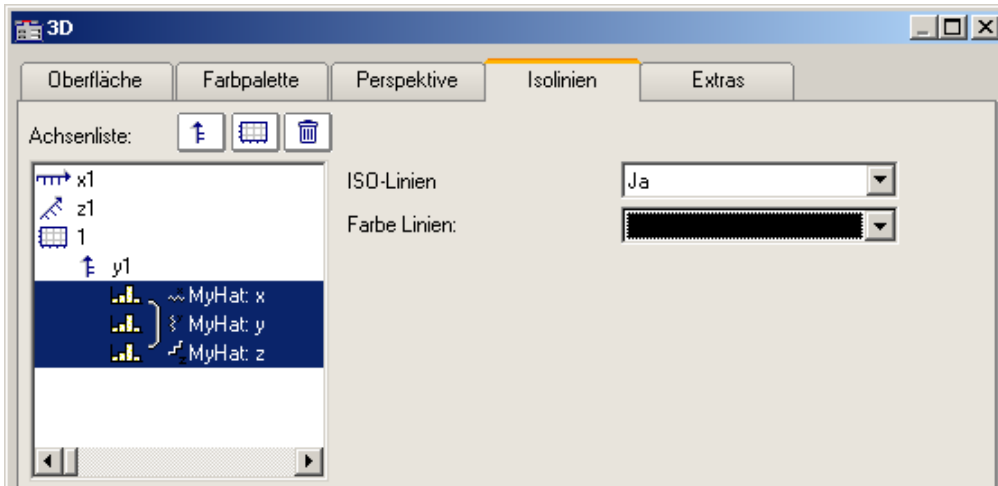 3D
Oberfläche Farbpalette Perspektive Isolinien Extras
Achsenliste:
x1
z1
1
y1
MyHat: x
MyHat: y
MyHat: z
ISO-Linien Ja
Farbe Linien: